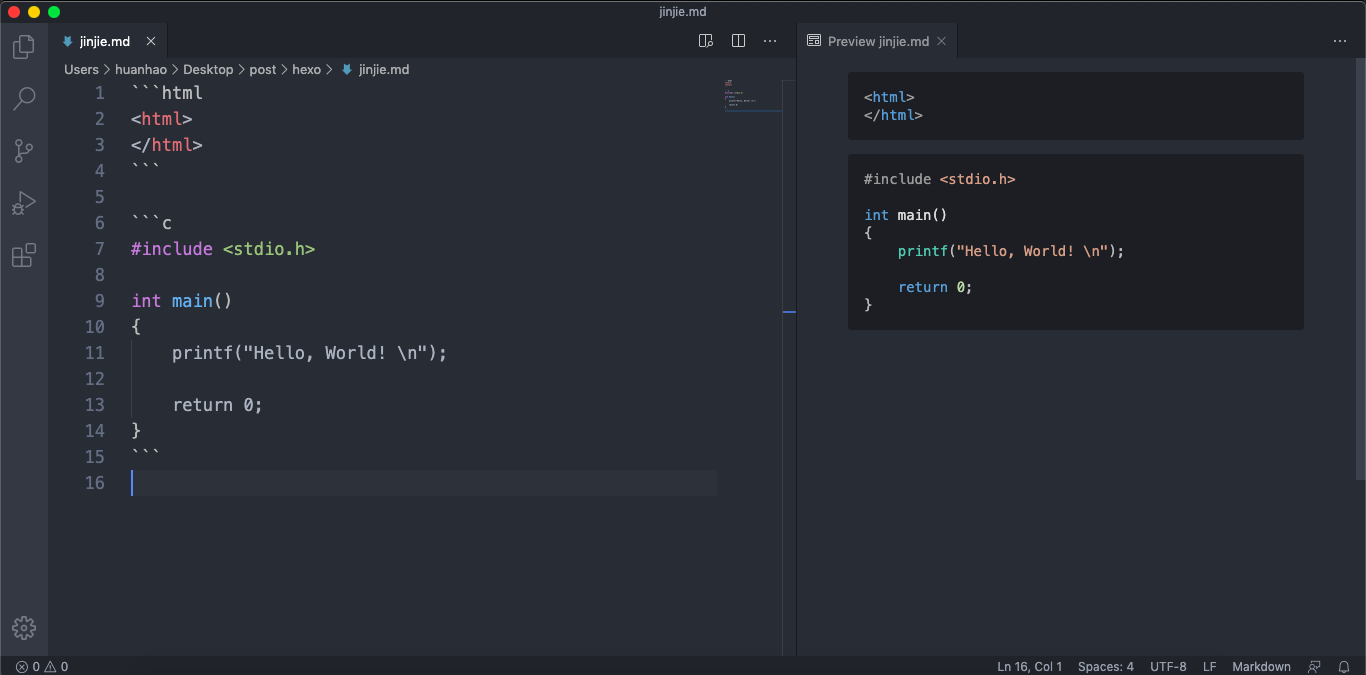 jinjie.md
jinjie.md
Users > huanhao > Desktop > post > hexo > jinjie.md
1 ```html
2 <html>
3 </html>
4 ```
5
6 ```c
7 #include <stdio.h>
8
9 int main()
10 {
11     printf("Hello, World! \n");
12
13     return 0;
14 }
15 ```
16
Preview jinjie.md
<html>
</html>
#include <stdio.h>
int main()
{
    printf("Hello, World! \n");
    return 0;
}
0 0
Ln 16, Col 1 Spaces: 4 UTF-8 LF Markdown